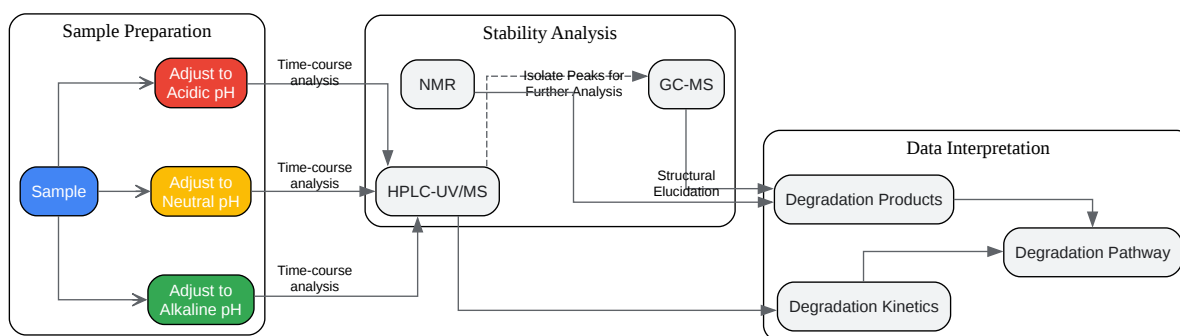 Sample Preparation
Stability Analysis
Data Interpretation
Sample
Adjust to
Acidic pH
Adjust to
Neutral pH
Adjust to
Alkaline pH
Time-course
analysis
Time-course
analysis
Time-course
analysis
NMR
Isolate Peaks for
Further Analysis
GC-MS
HPLC-UV/MS
Structural
Elucidation
Degradation Products
Degradation Pathway
Degradation Kinetics